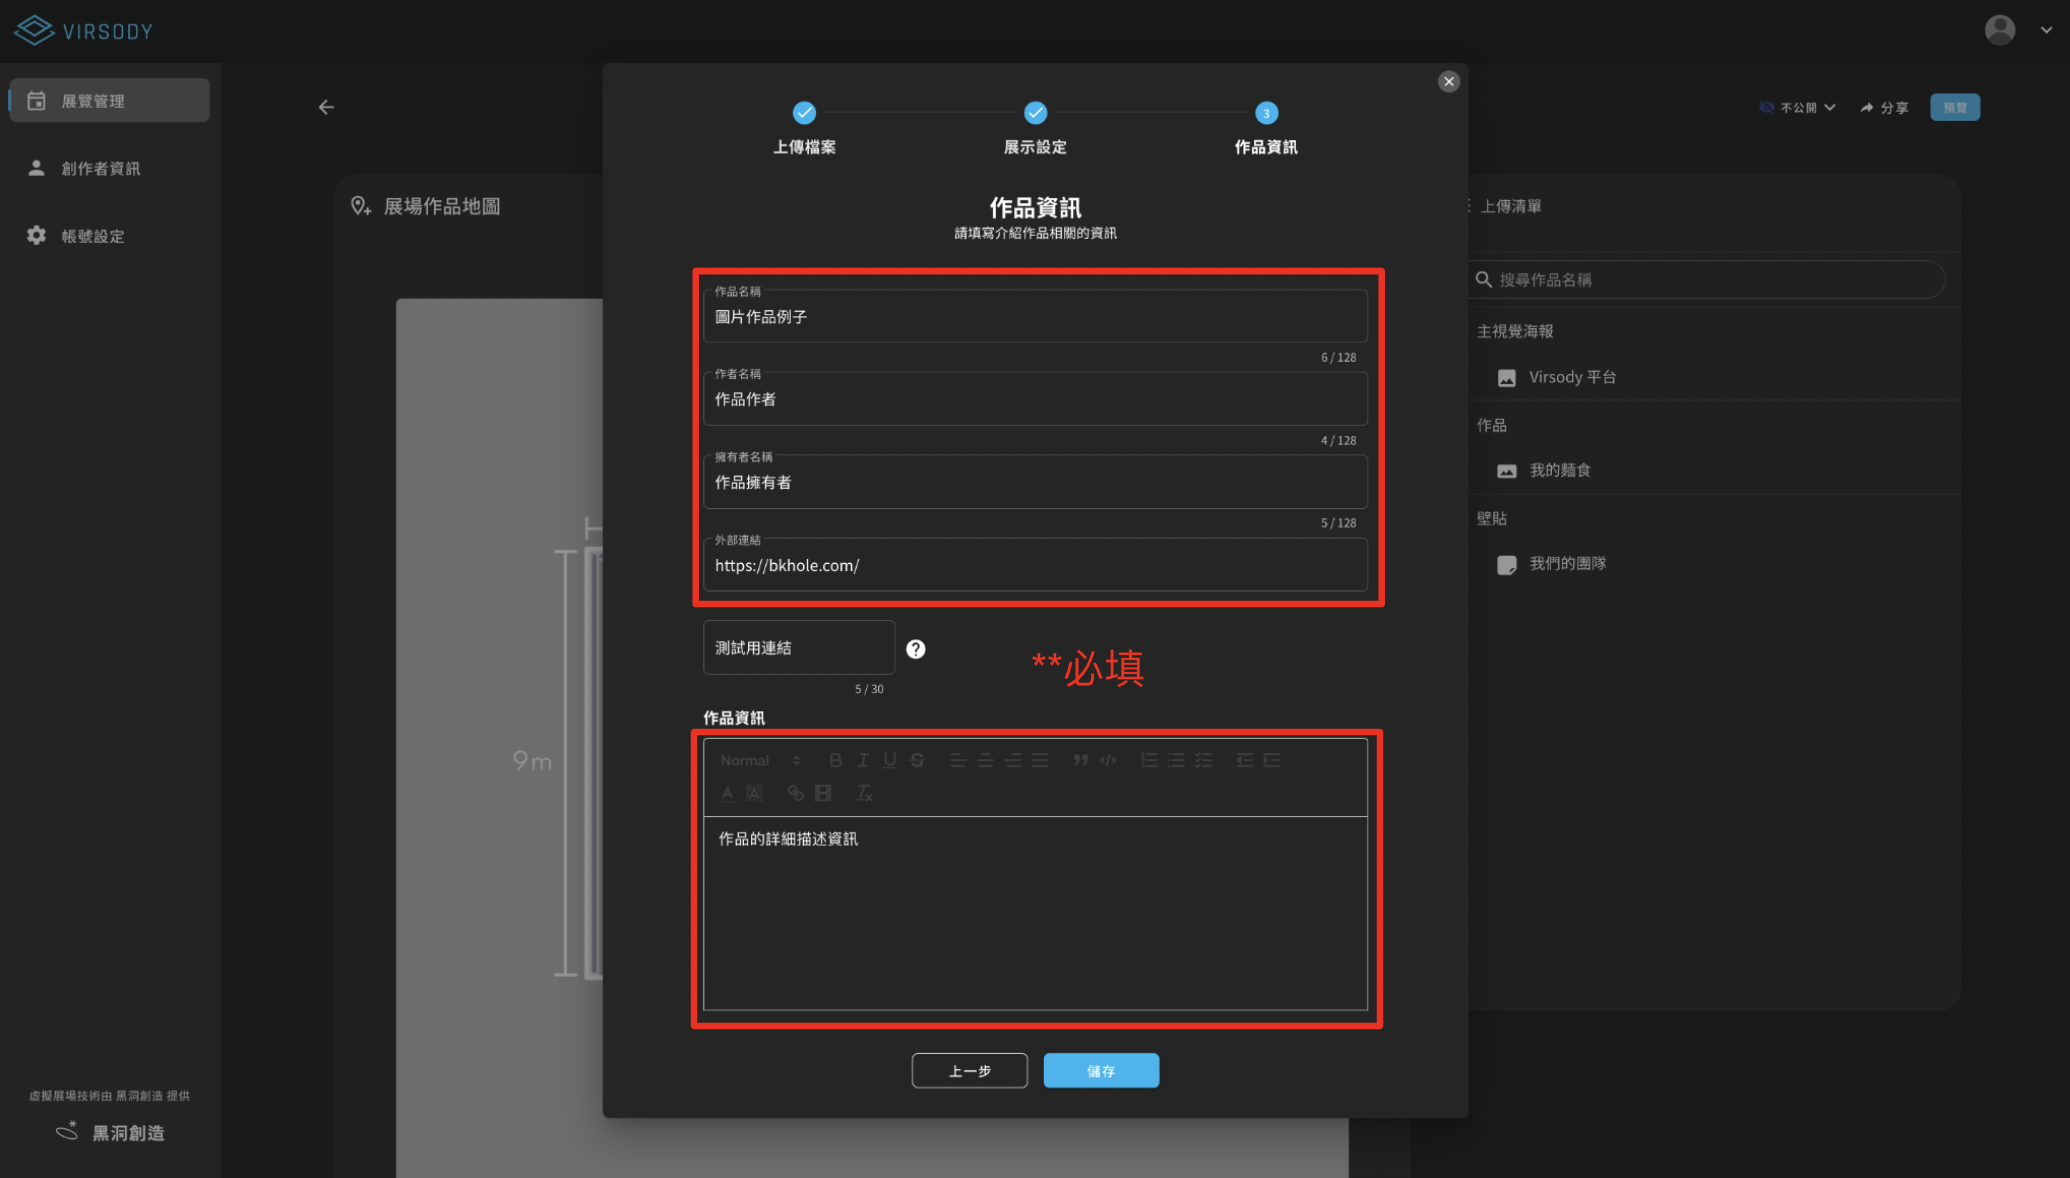 VIRSODY
展覽管理
創作者資訊
帳號設定
虛擬展場技術由 黑洞創造 提供
黑洞創造
展場作品地圖
9m
上傳檔案
展示設定
3
作品資訊
作品資訊
請填寫介紹作品相關的資訊
作品名稱
圖片作品例子
6 / 128
作者名稱
作品作者
4 / 128
擁有者名稱
作品擁有者
5 / 128
外部連結
https://bkhole.com/
測試用連結
?
5 / 30
**必填
作品資訊
Normal
作品的詳細描述資訊
上一步
儲存
不公開
分享
預覽
上傳清單
搜尋作品名稱
主視覺海報
Virsody 平台
作品
我的麵食
壁貼
我們的團隊